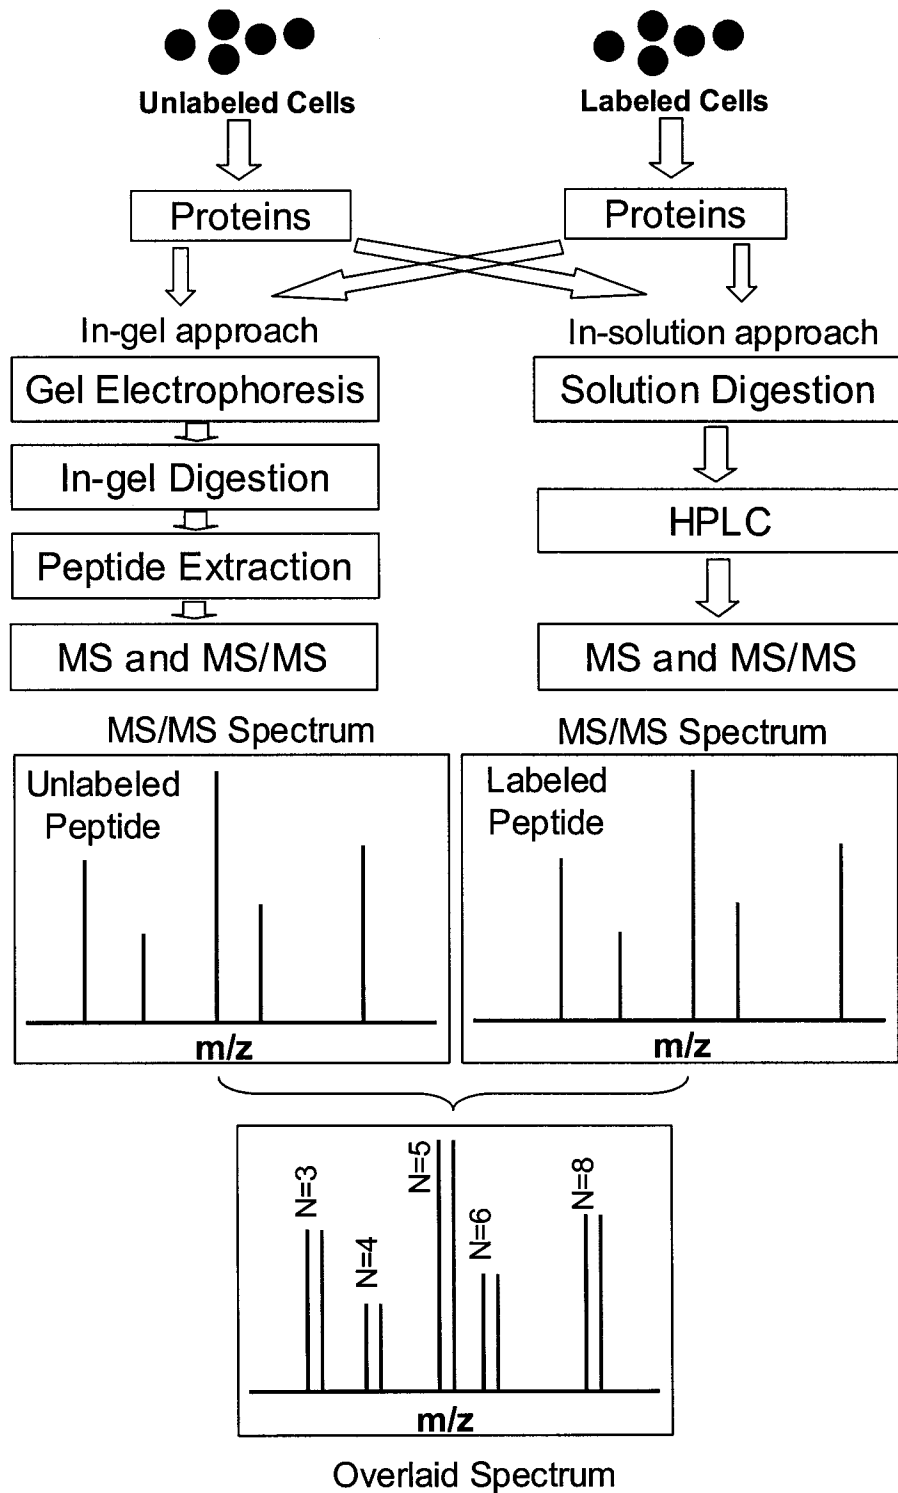 Unlabeled Cells
Labeled Cells
Proteins
Proteins
In-gel approach
In-solution approach
Gel Electrophoresis
Solution Digestion
In-gel Digestion
HPLC
Peptide Extraction
MS and MS/MS
MS and MS/MS
MS/MS Spectrum
MS/MS Spectrum
Unlabeled
Peptide
Labeled
Peptide
m/z
m/z
N=3
N=4
N=5
N=6
N=8
m/z
Overlaid Spectrum